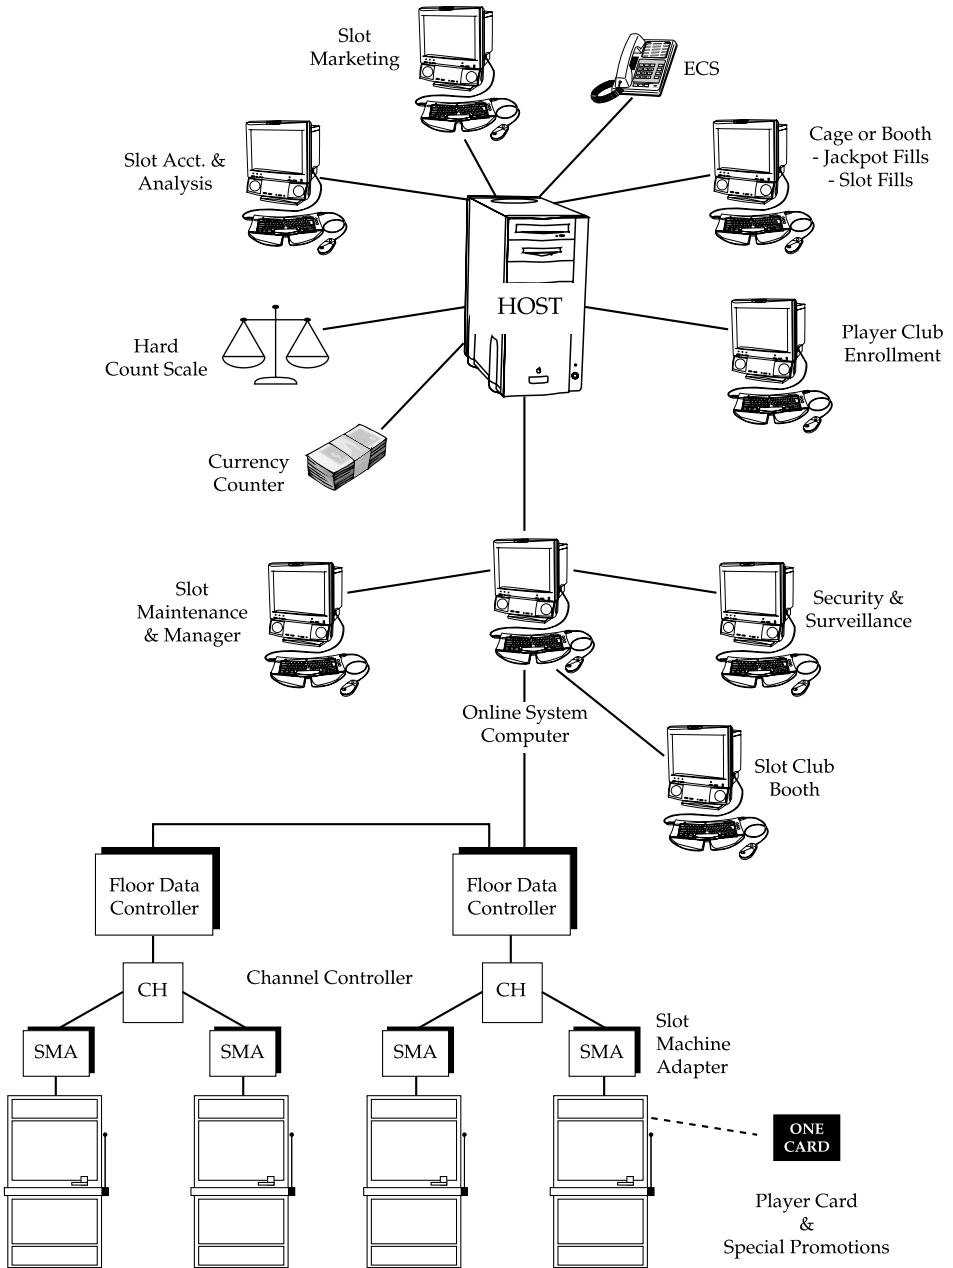 Slot
Marketing
ECS
Cage or Booth
- Jackpot Fills
- Slot Fills
Slot Acct. &
Analysis
HOST
Hard
Count Scale
Player Club
Enrollment
Currency
Counter
Slot
Maintenance
& Manager
Security &
Surveillance
Online System
Computer
Slot Club
Booth
Floor Data
Controller
Floor Data
Controller
CH
Channel Controller
CH
SMA
SMA
SMA
SMA
Slot
Machine
Adapter
ONE
CARD
Player Card
&
Special Promotions